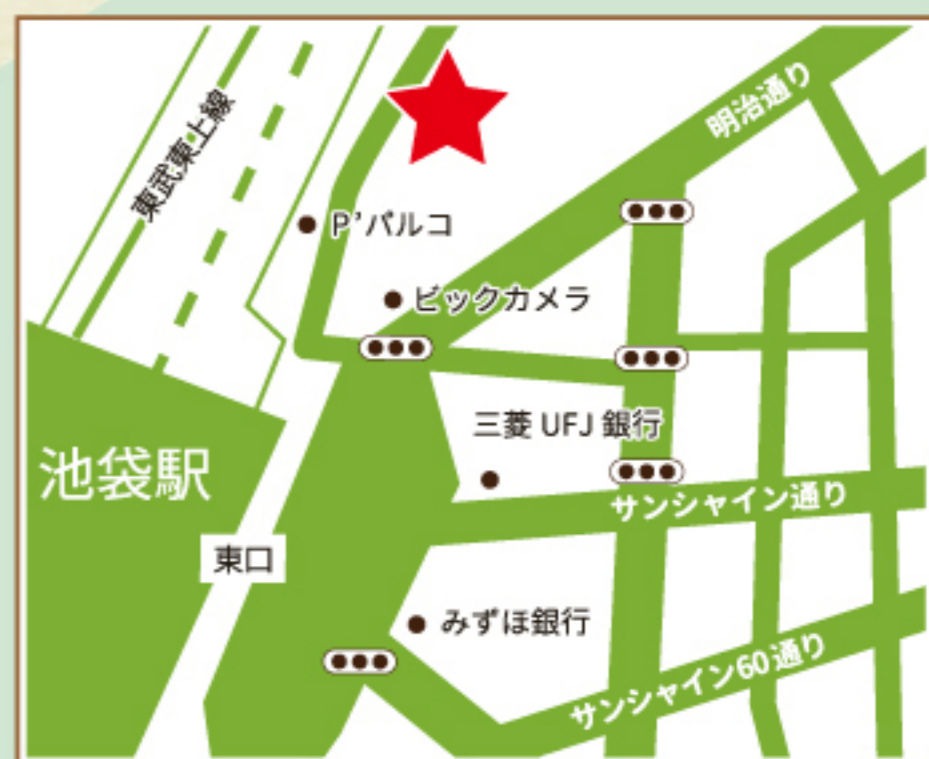 東武東上線
明治通り
P’パルコ
ビックカメラ
三菱 UFJ 銀行
池袋駅
サンシャイン通り
東口
みずほ銀行
サンシャイン60通り